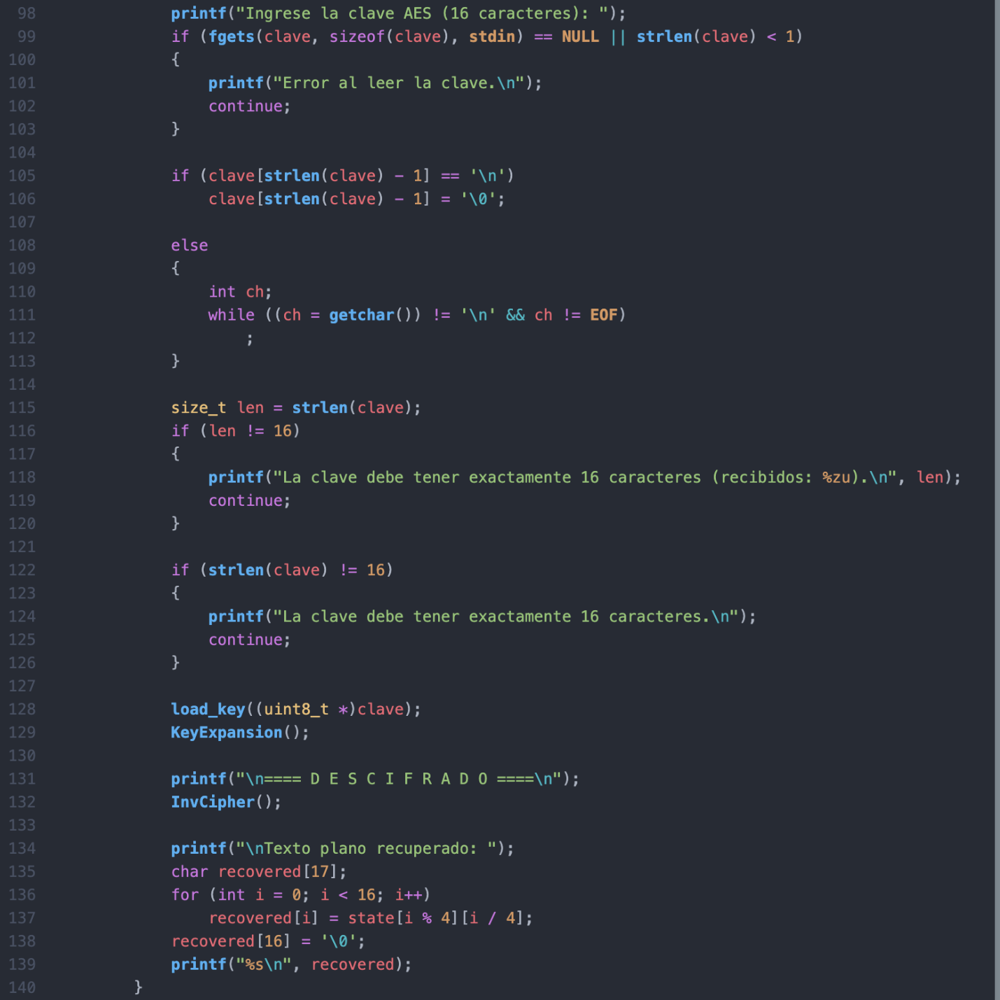 98 printf("Ingrese la clave AES (16 caracteres): ");
99 if (fgets(clave, sizeof(clave), stdin) == NULL || strlen(clave) < 1)
100 {
101 printf("Error al leer la clave.\n");
102 continue;
103 }
104
105 if (clave[strlen(clave) - 1] == '\n')
106 clave[strlen(clave) - 1] = '\0';
107
108 else
109 {
110 int ch;
111 while ((ch = getchar()) != '\n' && ch != EOF)
112 ;
113 }
114
115 size_t len = strlen(clave);
116 if (len != 16)
117 {
118 printf("La clave debe tener exactamente 16 caracteres (recibidos: %zu).\n", len);
119 continue;
120 }
121
122 if (strlen(clave) != 16)
123 {
124 printf("La clave debe tener exactamente 16 caracteres.\n");
125 continue;
126 }
127
128 load_key((uint8_t *)clave);
129 KeyExpansion();
130
131 printf("\n==== D E S C I F R A D O ====\n");
132 InvCipher();
133
134 printf("\nTexto plano recuperado: ");
135 char recovered[17];
136 for (int i = 0; i < 16; i++)
137 recovered[i] = state[i % 4][i / 4];
138 recovered[16] = '\0';
139 printf("%s\n", recovered);
140 }